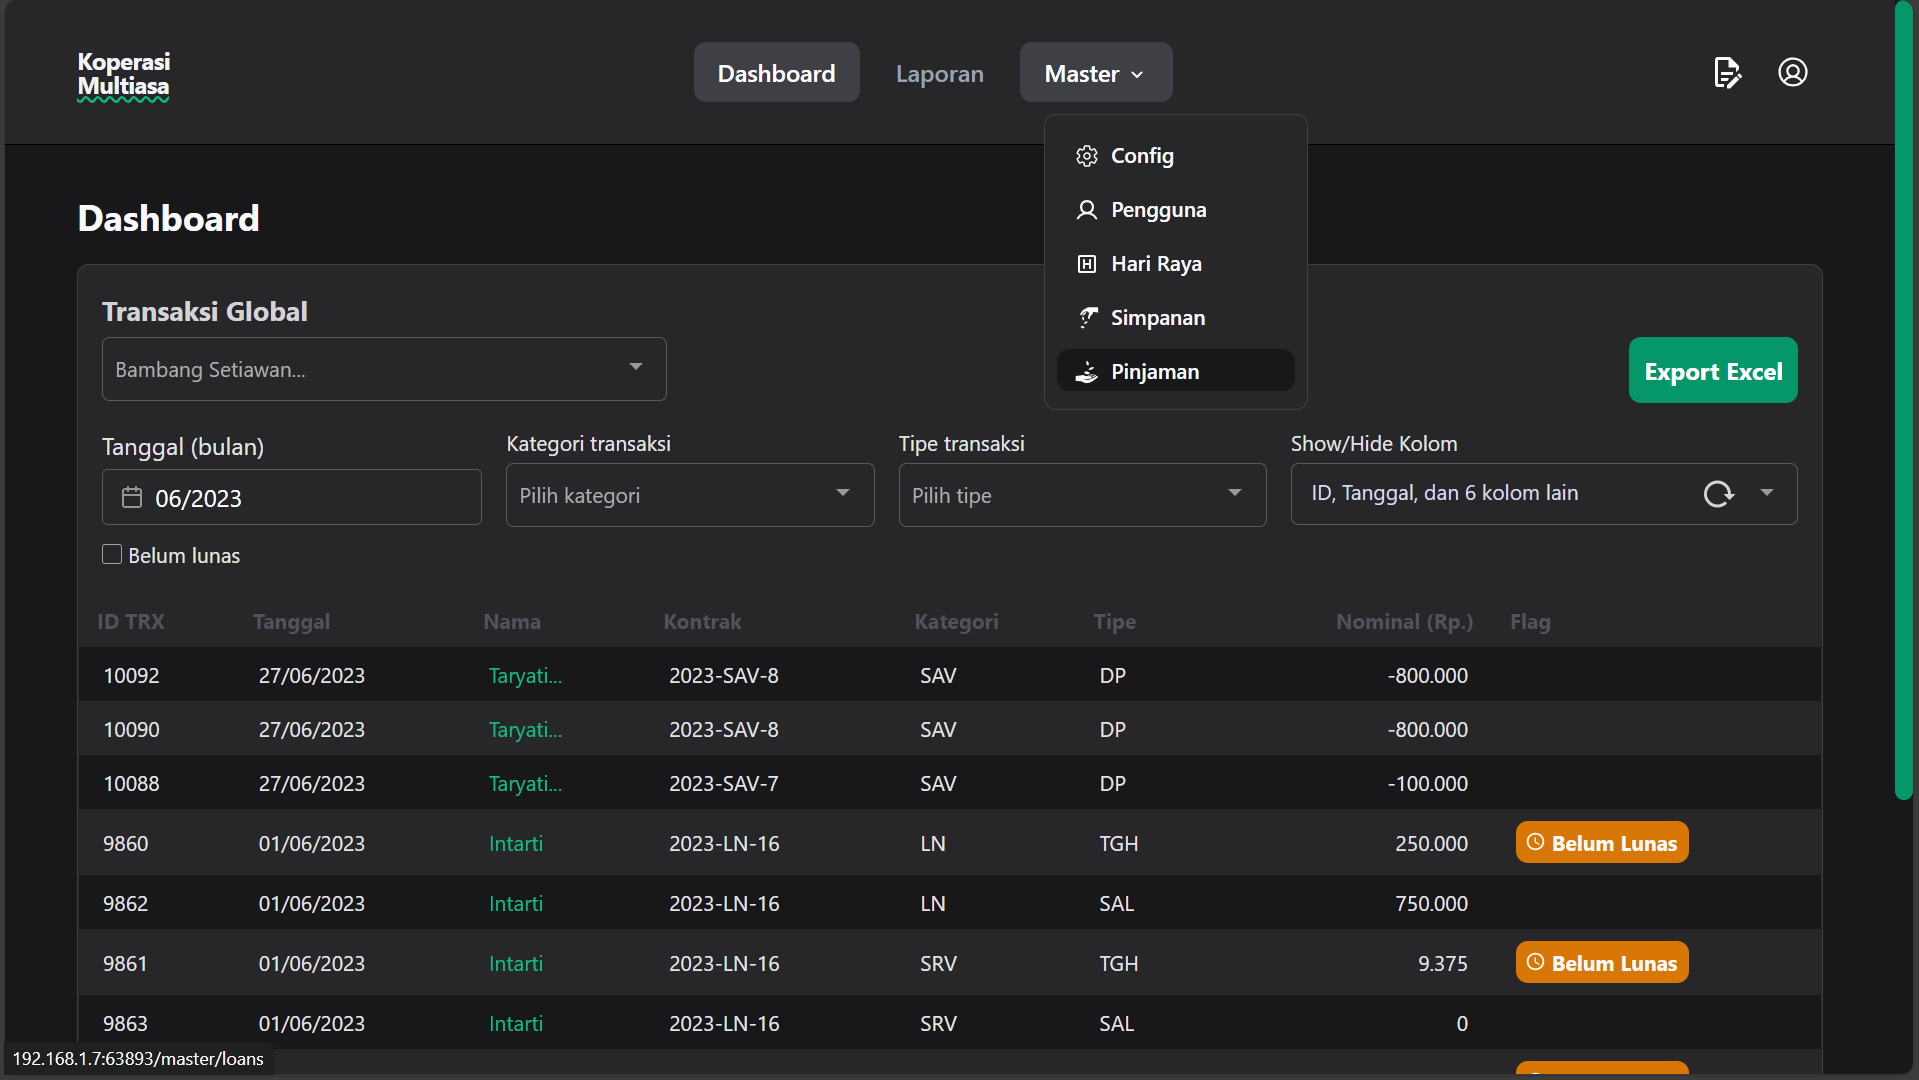 Koperasi
Multiasa
Dashboard
Laporan
Master
Config
Pengguna
Hari Raya
Simpanan
Pinjaman
Dashboard
Transaksi Global
Bambang Setiawan...
Export Excel
Tanggal (bulan)
Kategori transaksi
Tipe transaksi
Show/Hide Kolom
06/2023
Pilih kategori
Pilih tipe
ID, Tanggal, dan 6 kolom lain
Belum lunas
ID TRX Tanggal Nama Kontrak Kategori Tipe Nominal (Rp.) Flag
10092 27/06/2023 Taryati... 2023-SAV-8 SAV DP -800.000
10090 27/06/2023 Taryati... 2023-SAV-8 SAV DP -800.000
10088 27/06/2023 Taryati... 2023-SAV-7 SAV DP -100.000
9860 01/06/2023 Intarti 2023-LN-16 LN TGH 250.000 Belum Lunas
9862 01/06/2023 Intarti 2023-LN-16 LN SAL 750.000
9861 01/06/2023 Intarti 2023-LN-16 SRV TGH 9.375 Belum Lunas
9863 01/06/2023 Intarti 2023-LN-16 SRV SAL 0
192.168.1.7:63893/master/loans